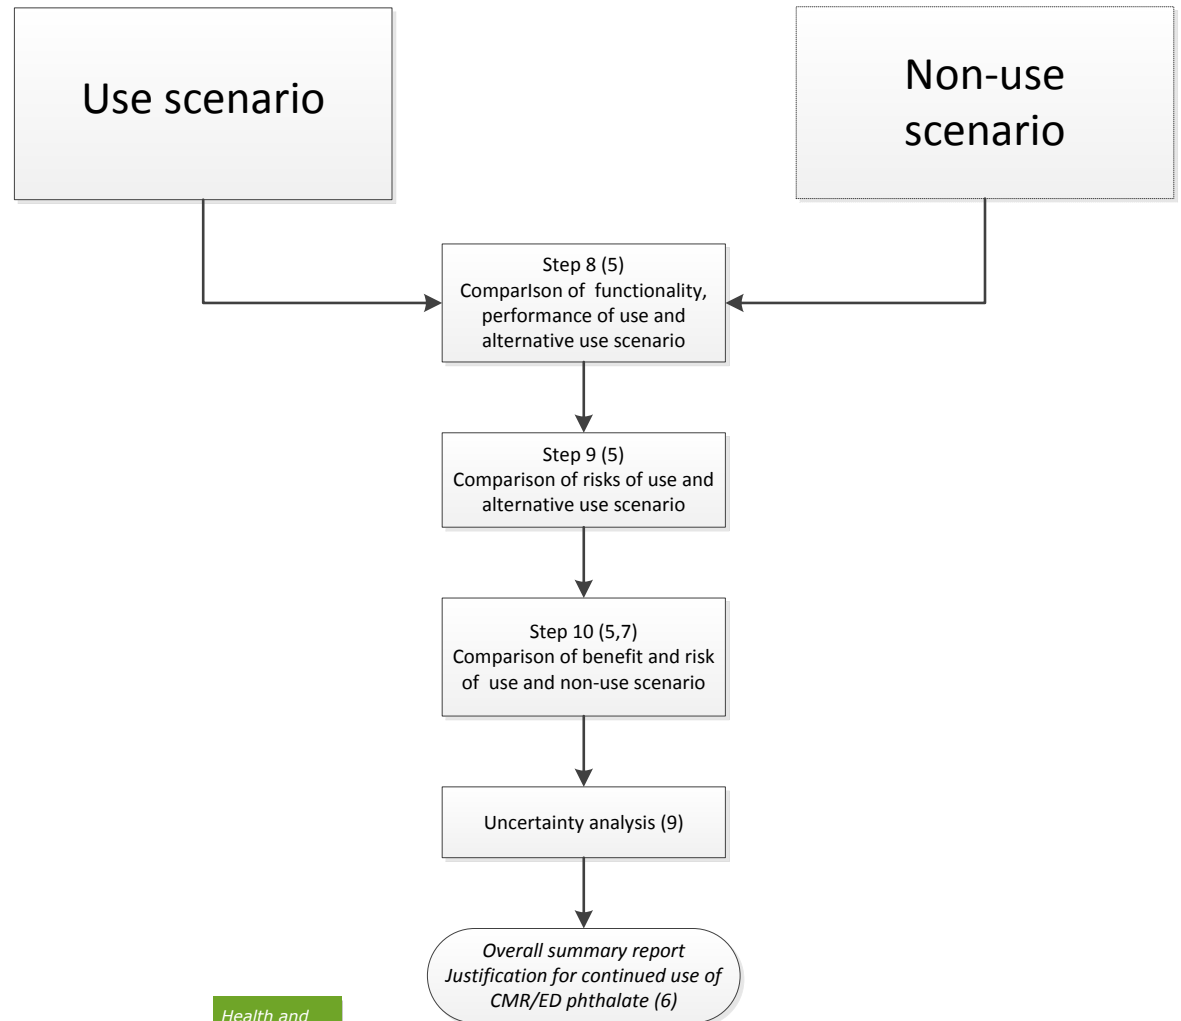 Use scenario
Non-use
scenario
Step 8 (5)
ComparIson of functionality,
performance of use and
alternative use scenario
Step 9 (5)
Comparison of risks of use and
alternative use scenario
Step 10 (5,7)
Comparison of benefit and risk
of use and non-use scenario
Uncertainty analysis (9)
Overall summary report
Justification for continued use of
CMR/ED phthalate (6)
Health and